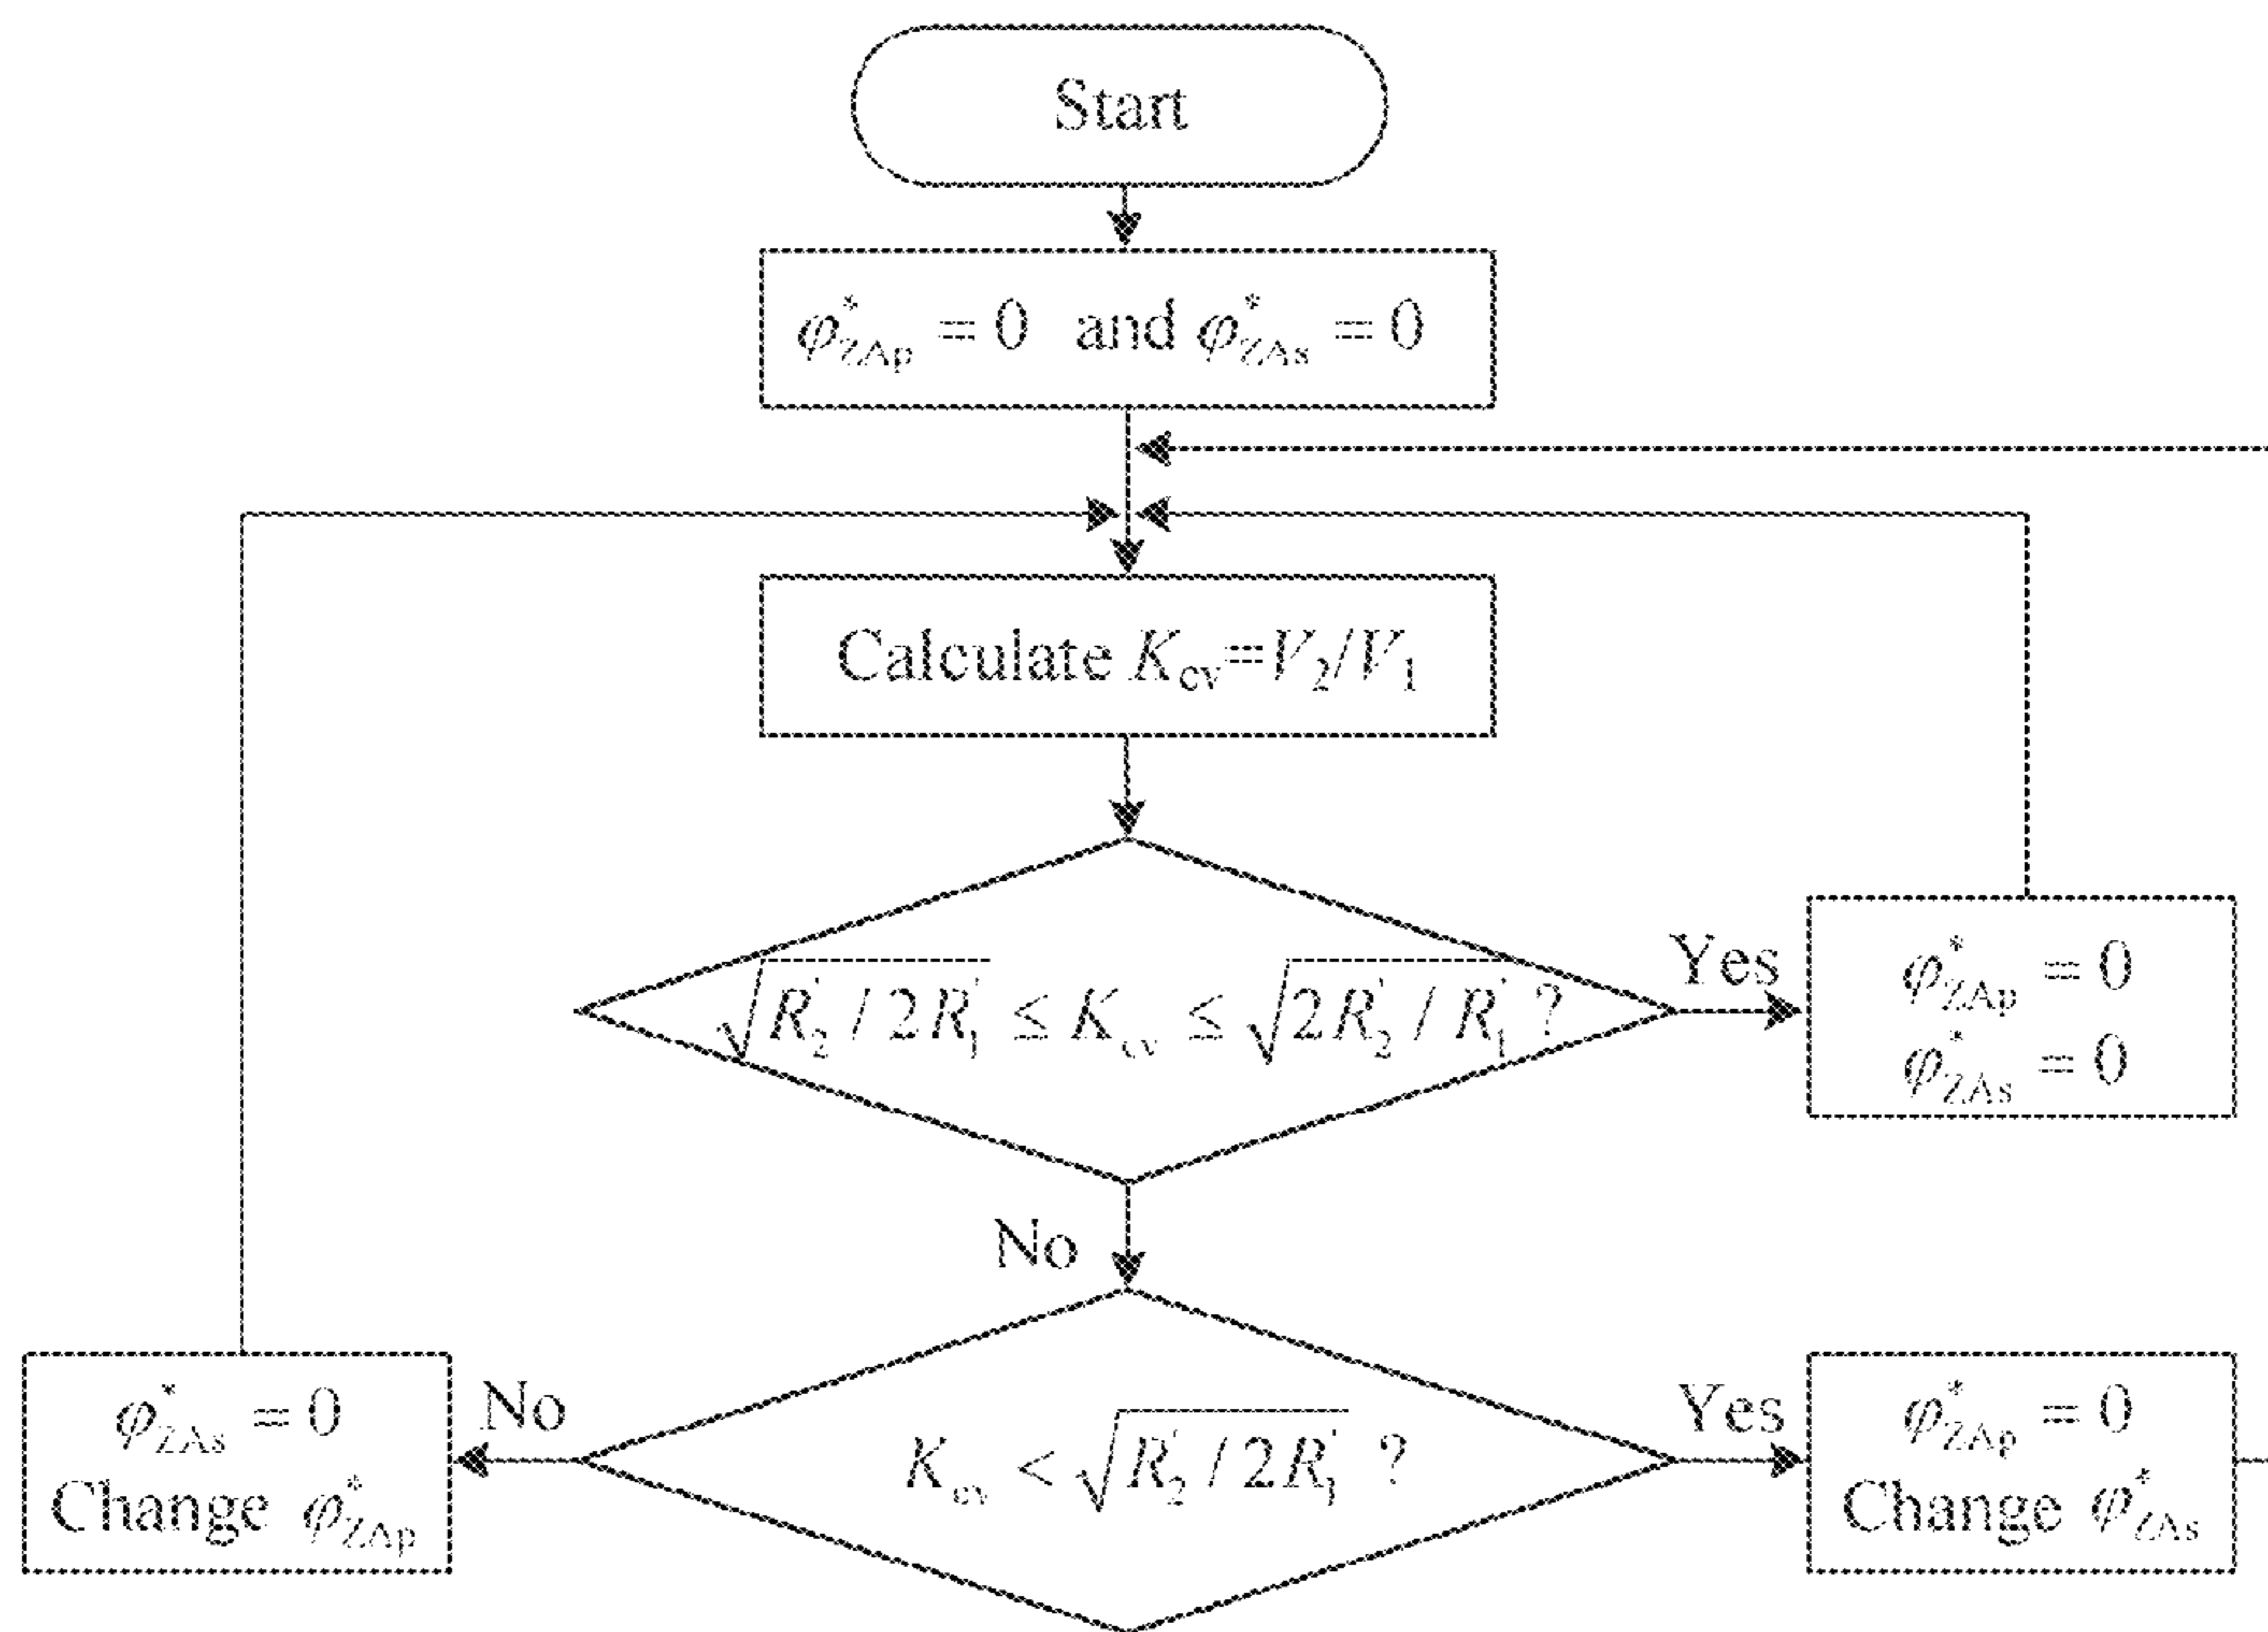 Start
φ*ZAp = 0 and φ*ZAs = 0
Calculate Kcv=V2/V1
√R'2 / 2R'1 ≤ Kcv ≤ √2R'2 / R'1 ?
Yes
φ*ZAp = 0
φ*ZAs = 0
No
φ*ZAs = 0
Change φ*ZAp
No
Kcv < √R'2 / 2R'1 ?
Yes
φ*ZAp = 0
Change φ*ZAs